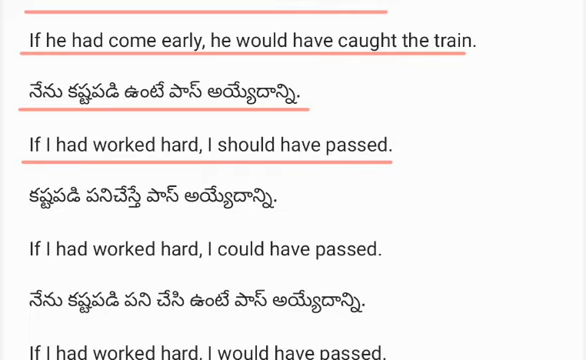 If he had come early, he would have caught the train.
నేను కష్టపడి ఉంటే పాస్ అయ్యేదాన్ని.
If I had worked hard, I should have passed.
కష్టపడి పనిచేస్తే పాస్ అయ్యేదాన్ని.
If I had worked hard, I could have passed.
నేను కష్టపడి పని చేసి ఉంటే పాస్ అయ్యేదాన్ని.
If I had worked hard, I would have passed.